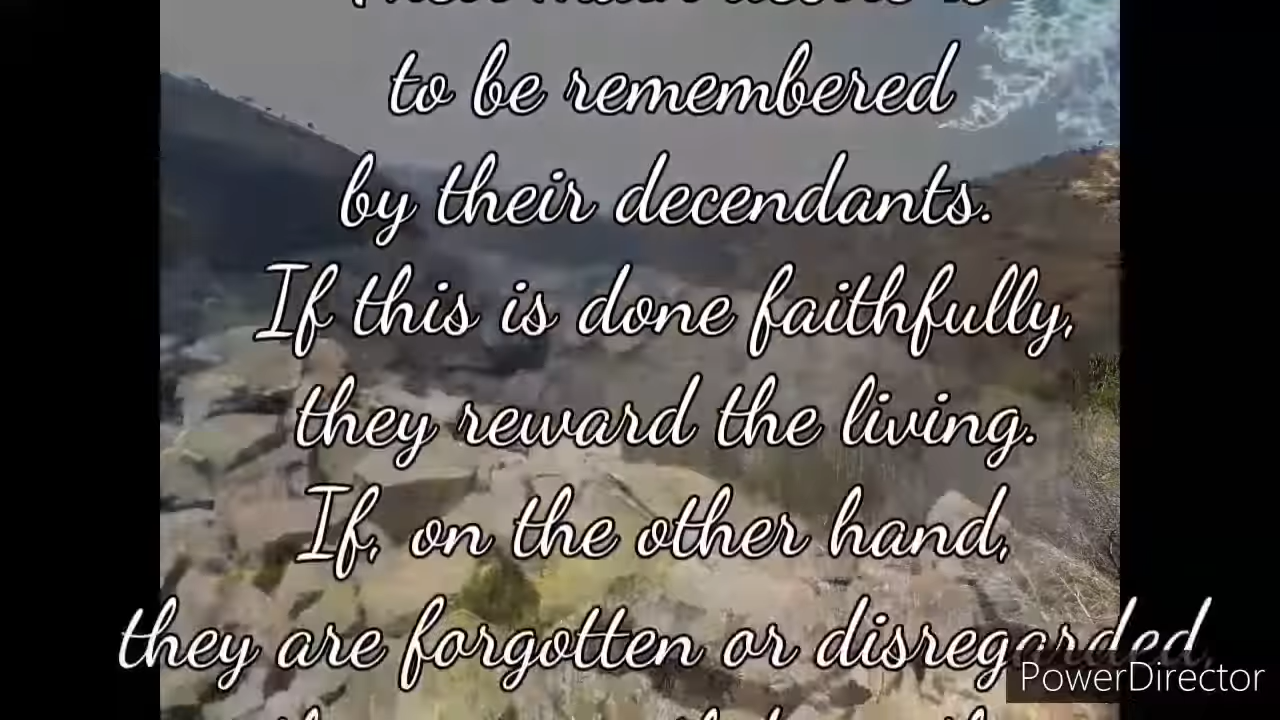 to be remembered
by their decendants.
If this is done faithfully,
they reward the living.
If, on the other hand,
they are forgotten or disregarded,
PowerDirector